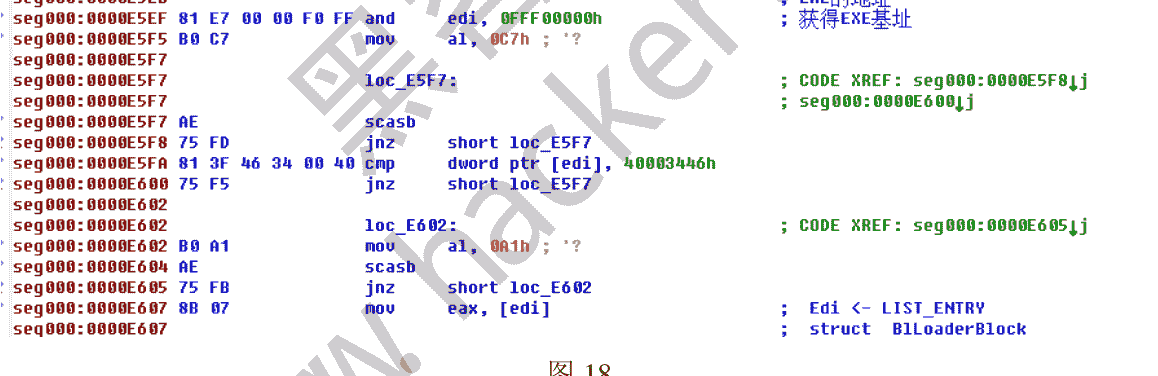 seg000:0000E5EF 81 E7 00 00 F0 FF and edi, 0FFF00000h ; 获得EXE基址
seg000:0000E5F5 B0 C7 mov al, 0C7h ; '?
seg000:0000E5F7
seg000:0000E5F7 loc_E5F7: ; CODE XREF: seg000:0000E5F8↓j
seg000:0000E5F7 ; seg000:0000E600↓j
seg000:0000E5F7 AE scasb
seg000:0000E5F8 75 FD jnz short loc_E5F7
seg000:0000E5FA 81 3F 46 34 00 40 cmp dword ptr [edi], 40003446h
seg000:0000E600 75 F5 jnz short loc_E5F7
seg000:0000E602
seg000:0000E602 loc_E602: ; CODE XREF: seg000:0000E605↓j
seg000:0000E602 B0 A1 mov al, 0A1h ; '?
seg000:0000E604 AE scasb
seg000:0000E605 75 FB jnz short loc_E602
seg000:0000E607 8B 07 mov eax, [edi] ; Edi <- LIST_ENTRY
seg000:0000E607 ; struct BlLoaderBlock
图 18